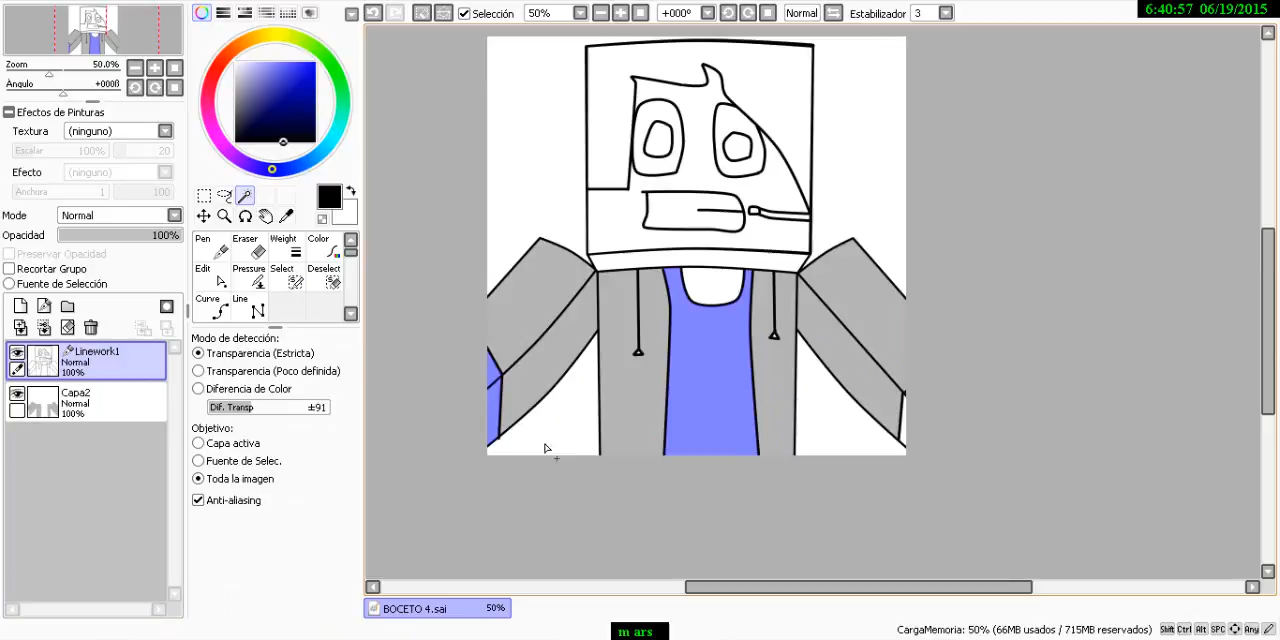 Selección 50% +000° Normal Estabilizador 3
6:40:57 06/19/2015
Zoom 50.0%
Ángulo +000ß
Efectos de Pinturas
Textura (ninguno)
Escalar 100% 20
Efecto (ninguno)
Anchura 1 100
Modo Normal
Opacidad 100%
Preservar Opacidad
Recortar Grupo
Fuente de Selección
Linework1
Normal
100%
Capa2
Normal
100%
Pen Eraser Weight Color
Edit Pressure Select Deselect
Curve Line
Modo de detección:
Transparencia (Estricta)
Transparencia (Poco definida)
Diferencia de Color
Dif. Transp ±91
Objetivo:
Capa activa
Fuente de Selec.
Toda la imagen
Anti-aliasing
BOCETO 4.sai 50%
m ars
CargaMemoria: 50% (66MB usados / 715MB reservados)
Shift Ctrl Alt SPC Any